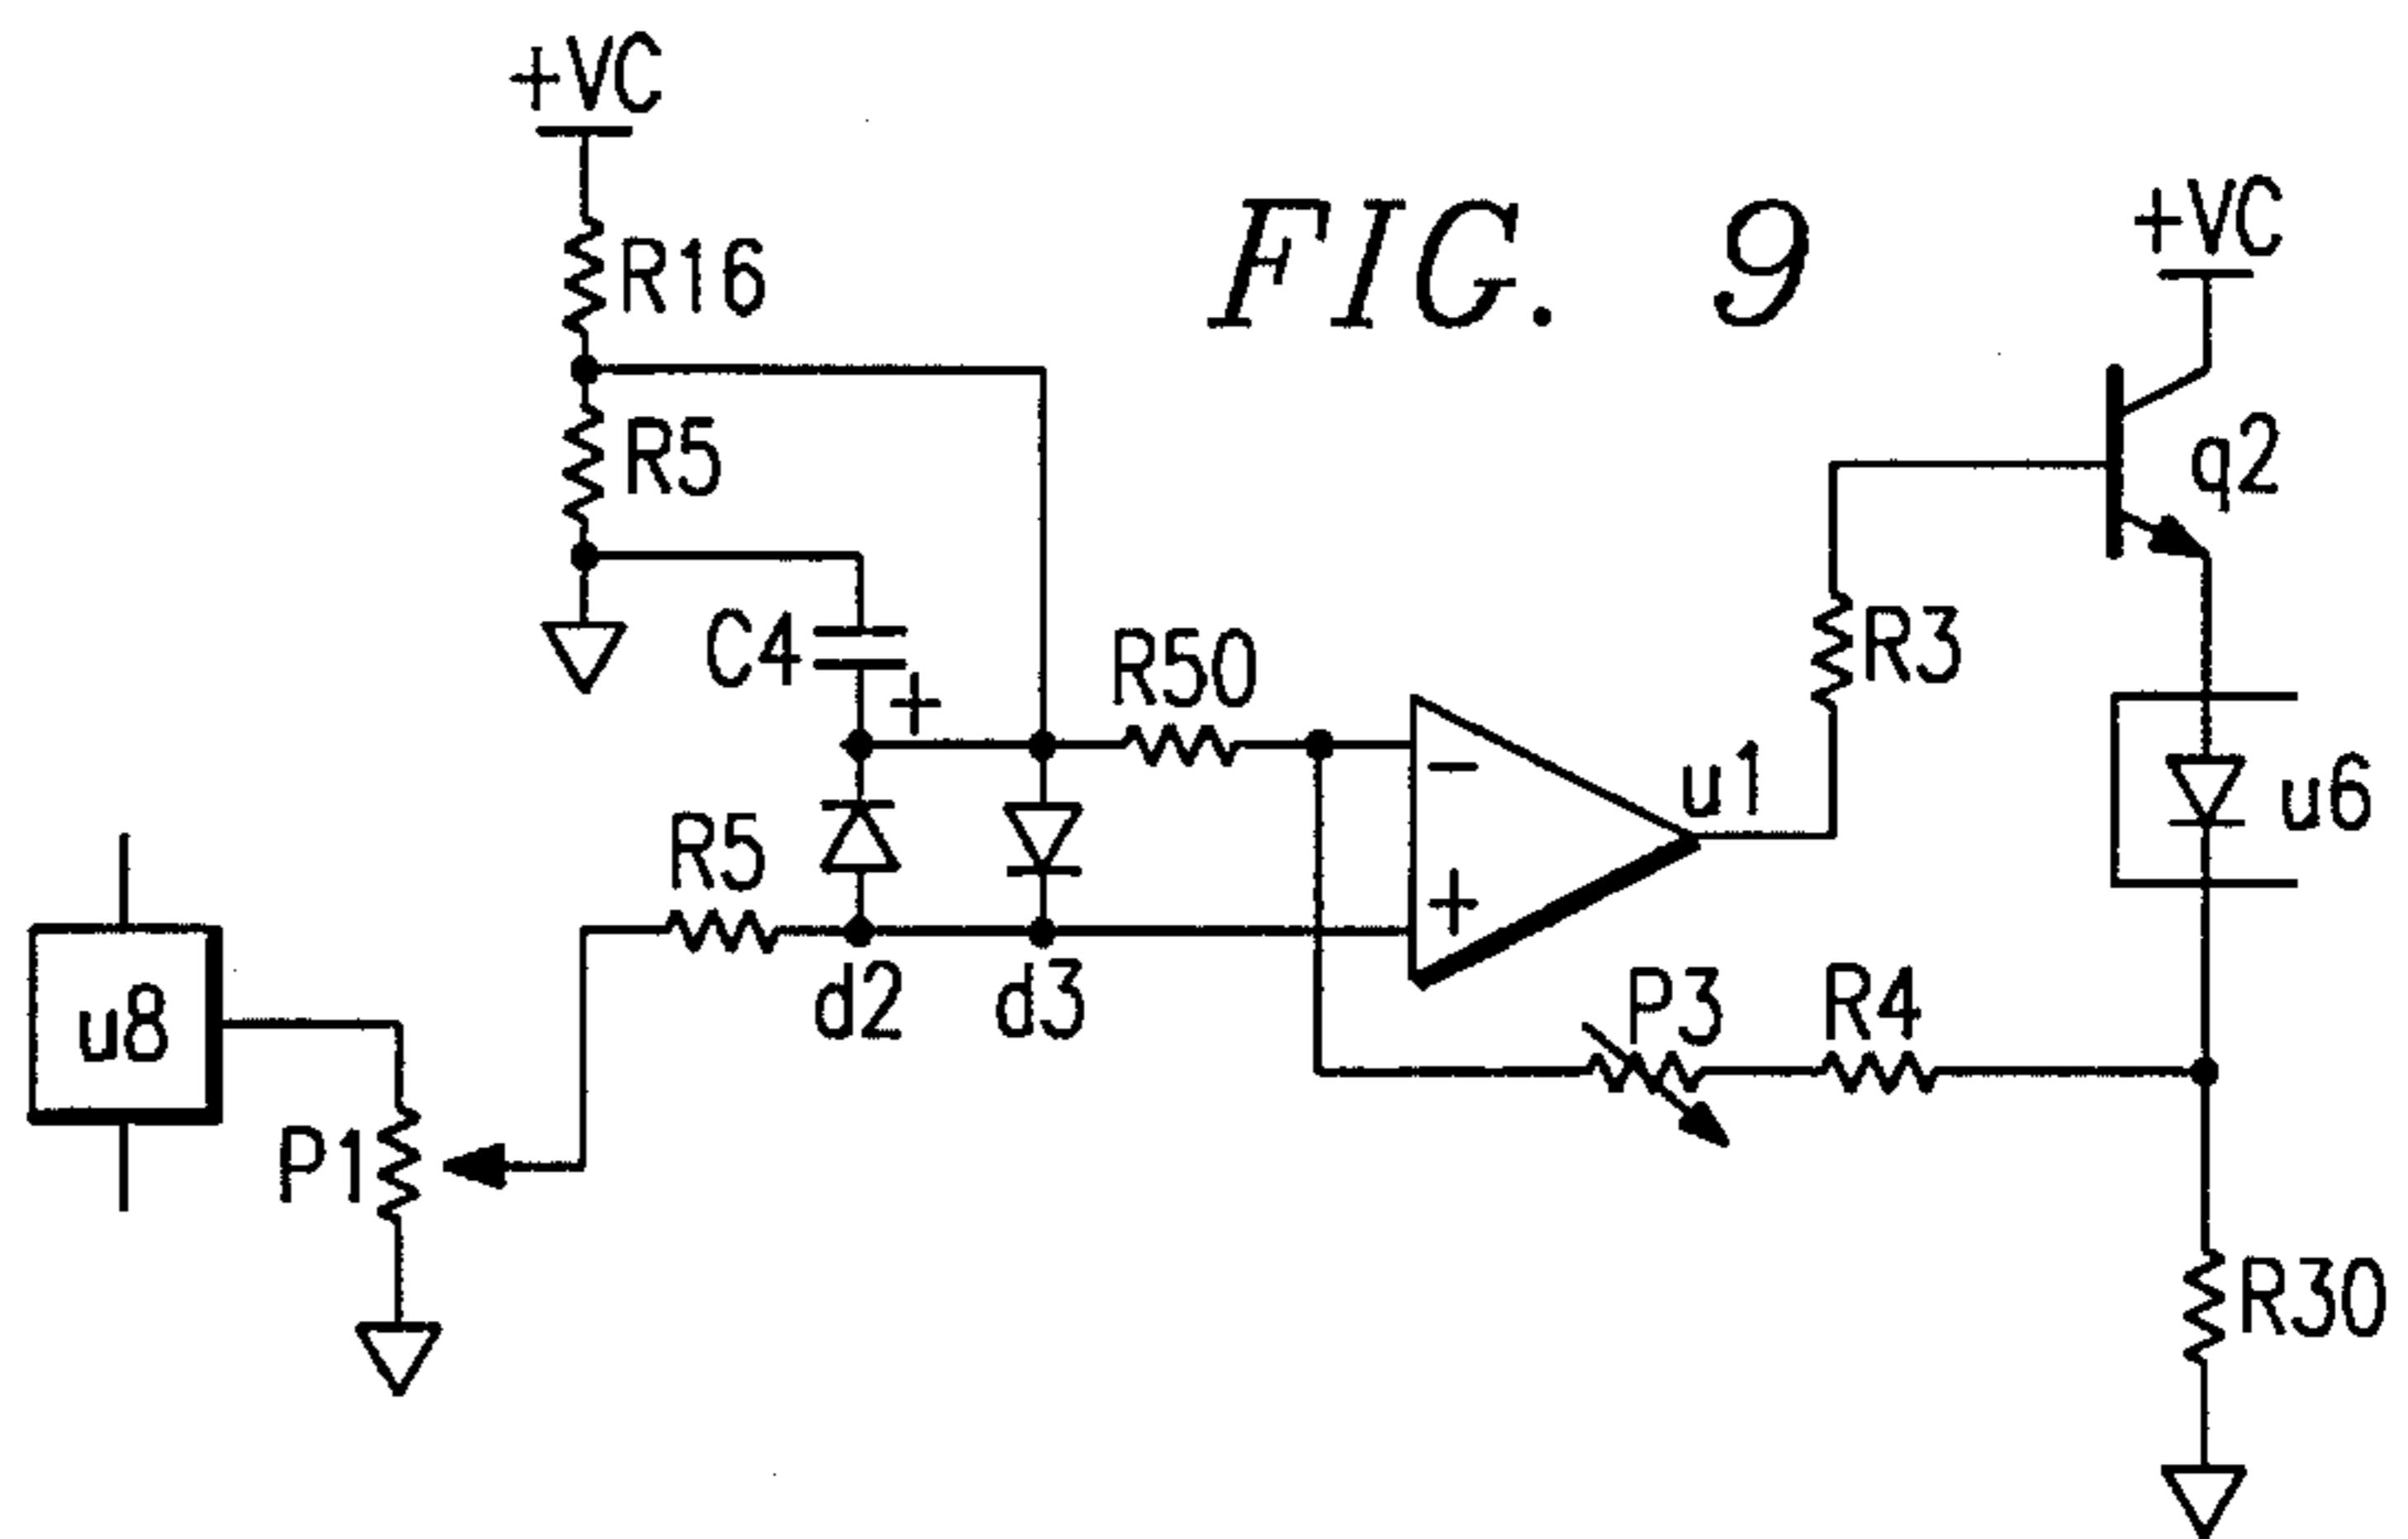 +VC
FIG. 9
+VC
R16
R5
q2
C4
+
R50
R3
−
u1
u6
R5
+
u8
d2
d3
P3
R4
P1
R30